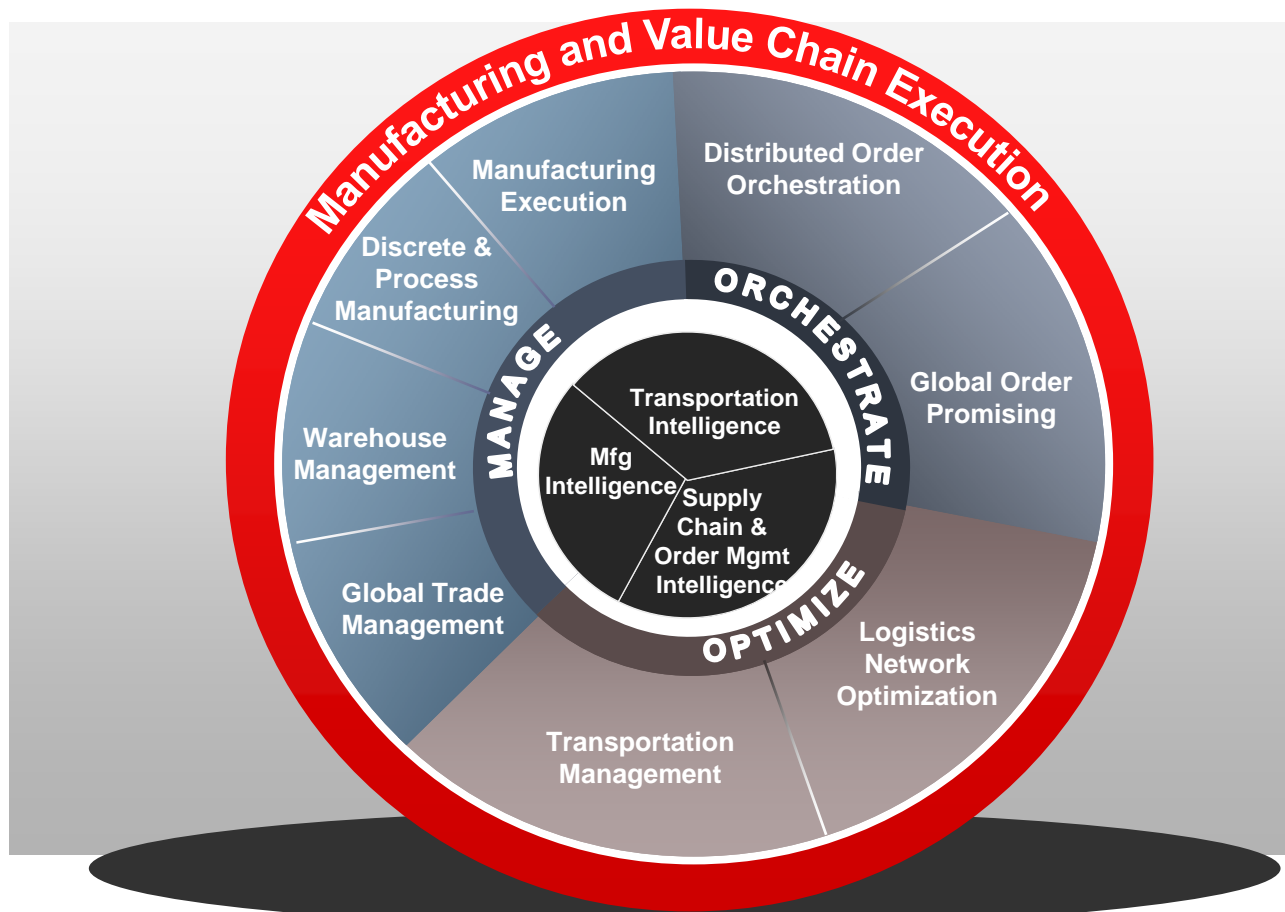 Manufacturing and Value Chain Execution
Manufacturing
Execution
Distributed Order
Orchestration
Discrete &
Process
Manufacturing
Global Order
Promising
Warehouse
Management
Global Trade
Management
Logistics
Network
Optimization
Transportation
Management
MANAGE
ORCHESTRATE
OPTIMIZE
Transportation
Intelligence
Mfg
Intelligence
Supply
Chain &
Order Mgmt
Intelligence